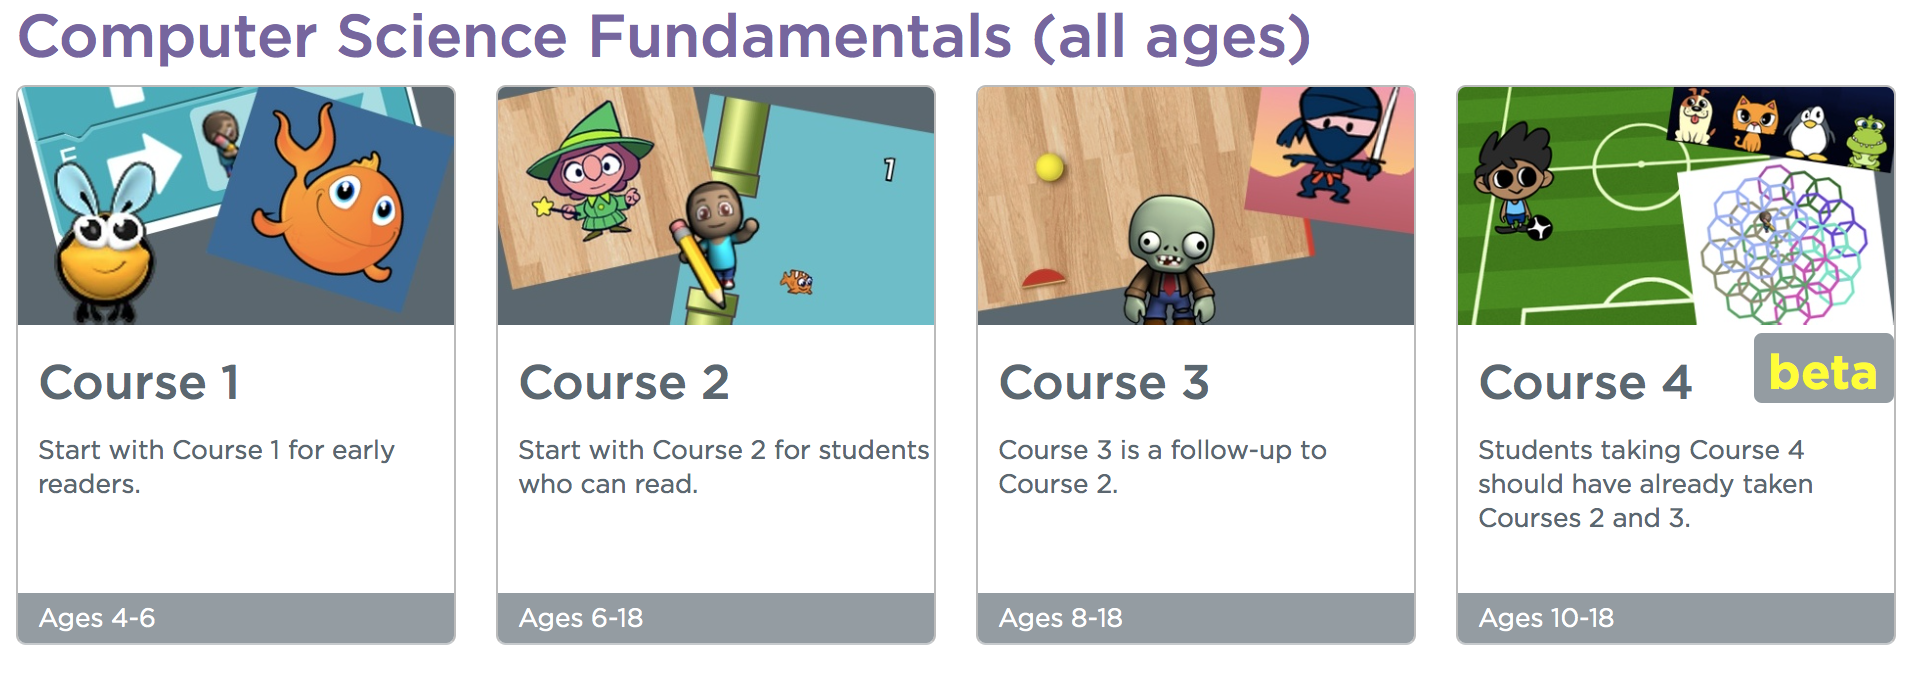 Computer Science Fundamentals (all ages)
1
Course 1
Start with Course 1 for early
readers.
Ages 4-6
Course 2
Start with Course 2 for students
who can read.
Ages 6-18
Course 3
Course 3 is a follow-up to
Course 2.
Ages 8-18
Course 4
beta
Students taking Course 4
should have already taken
Courses 2 and 3.
Ages 10-18